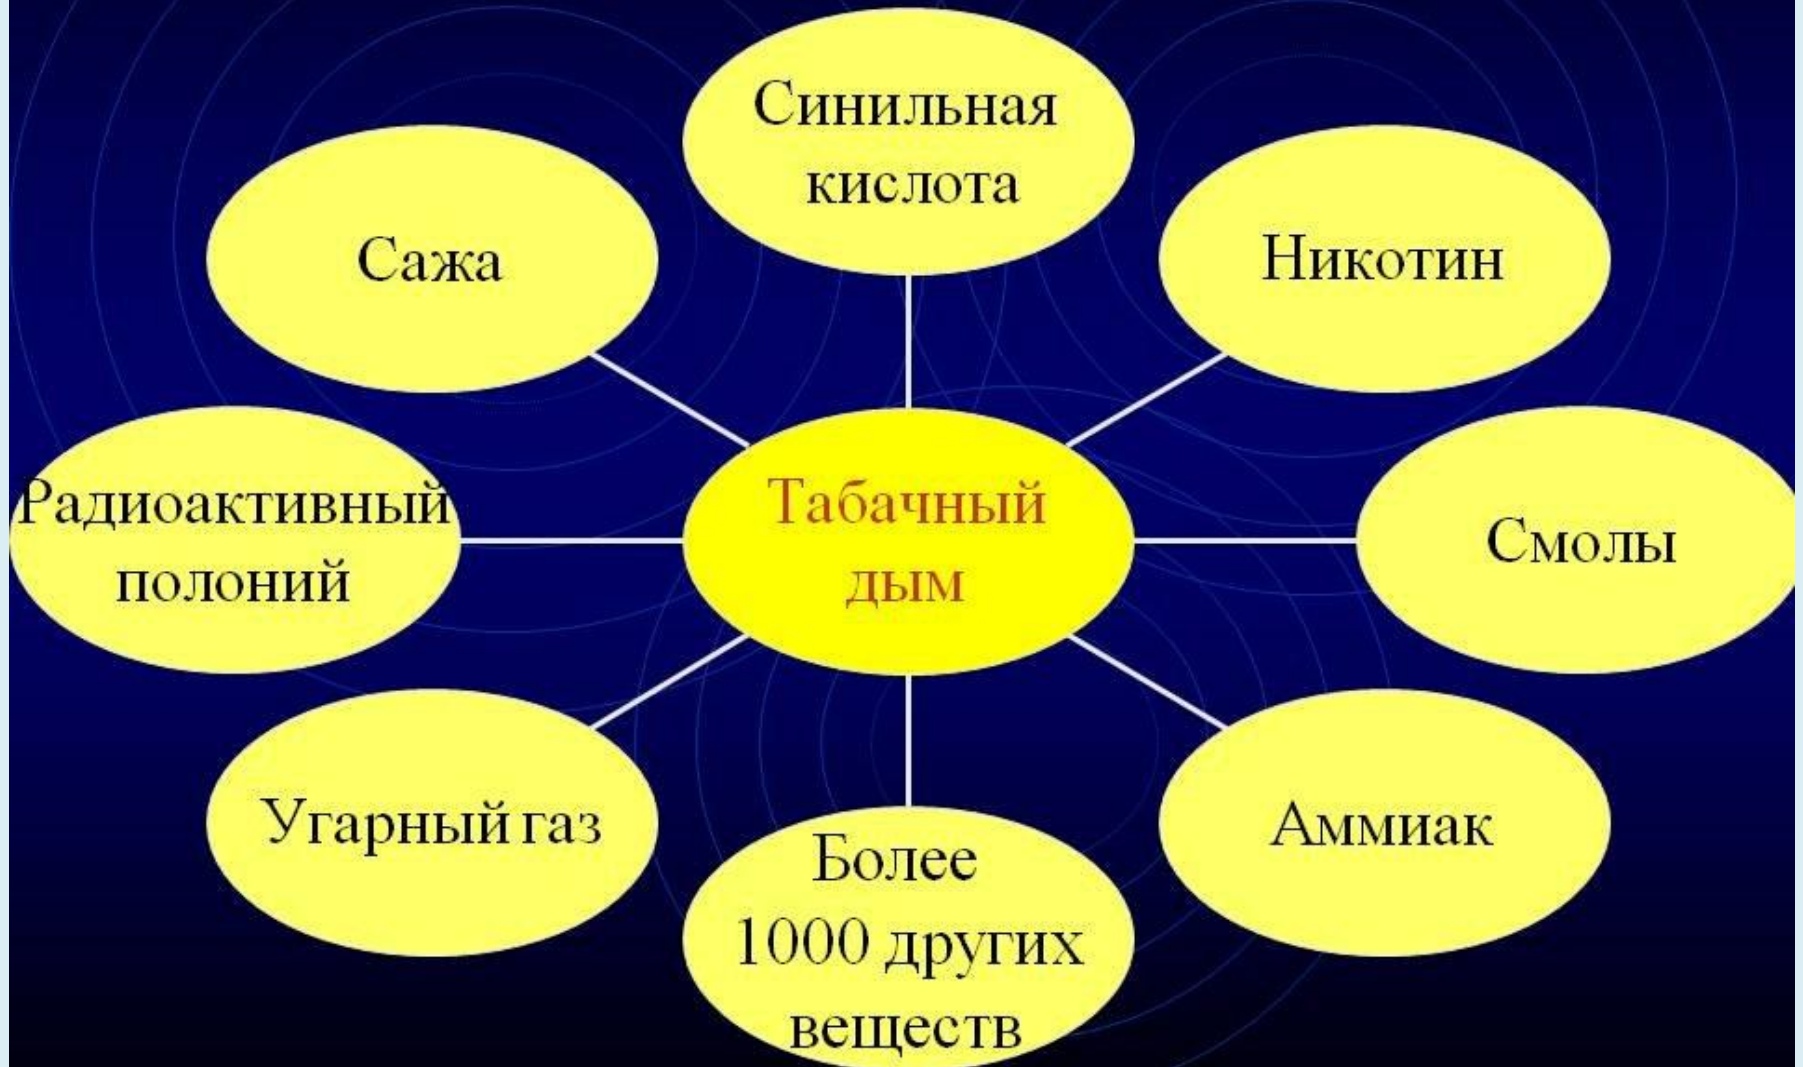 Синильная
кислота
Сажа
Никотин
Радиоактивный
полоний
Табачный
дым
Смолы
Угарный газ
Аммиак
Более
1000 других
веществ